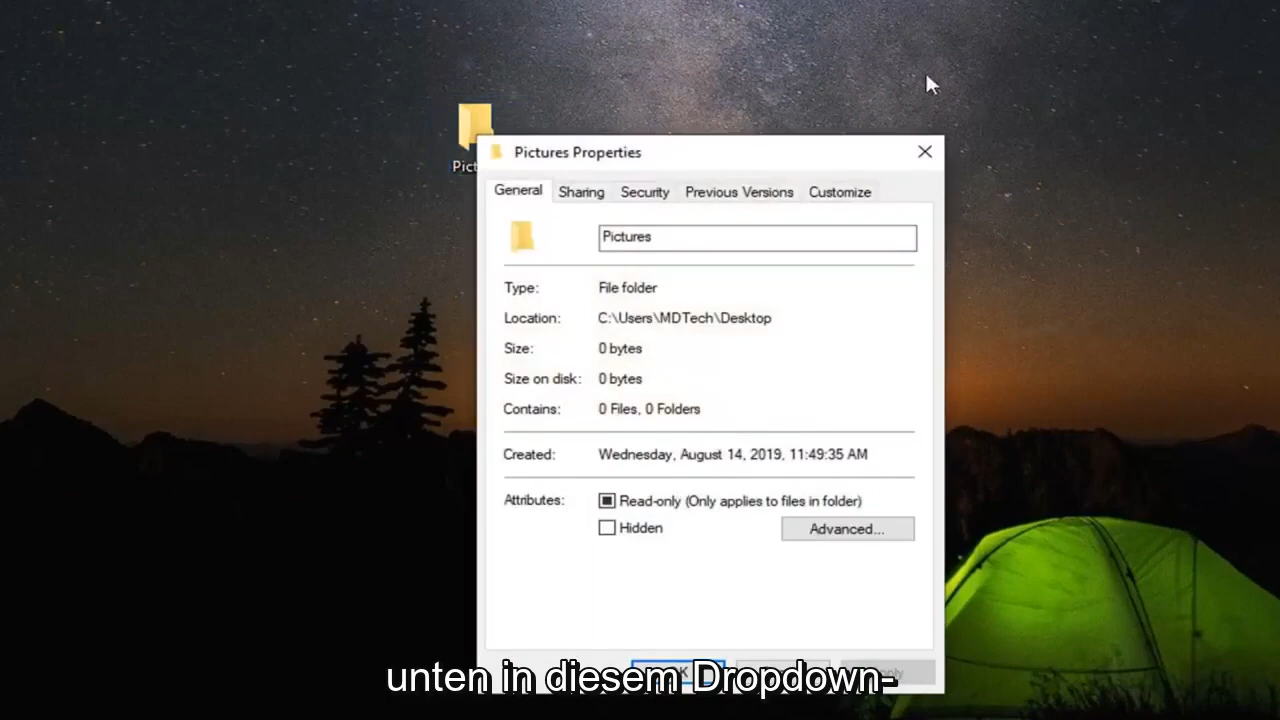 Pict
Pictures Properties
General
Sharing
Security
Previous Versions
Customize
Pictures
Type:
File folder
Location:
C:\Users\MDTech\Desktop
Size:
0 bytes
Size on disk:
0 bytes
Contains:
0 Files, 0 Folders
Created:
Wednesday, August 14, 2019, 11:49:35 AM
Attributes:
Read-only (Only applies to files in folder)
Hidden
Advanced...
unten in diesem Dropdown-